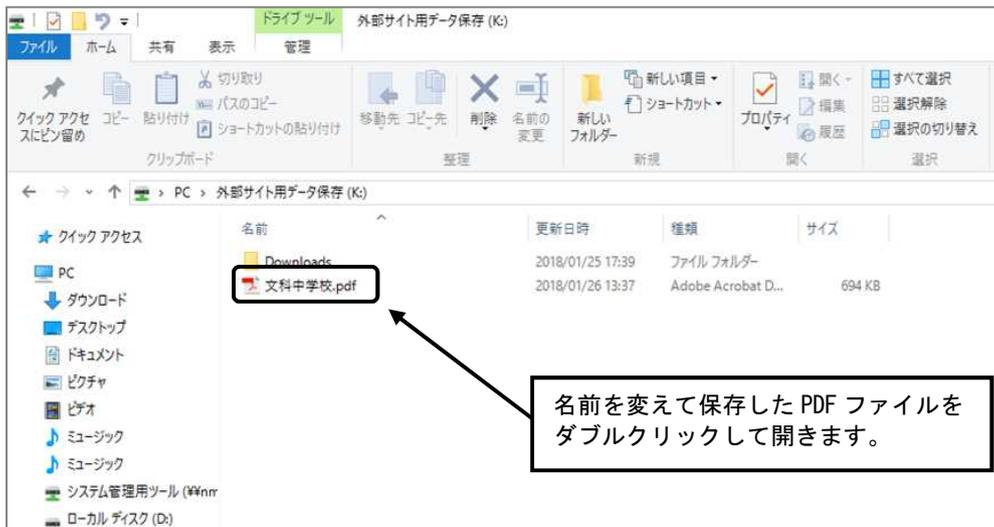 ドライブ ツール 外部サイト用データ保存 (K:)
ファイル ホーム 共有 表示 管理
クイック アクセスにピン留め
コピー
貼り付け
切り取り
パスのコピー
ショートカットの貼り付け
クリップボード
移動先
コピー先
削除
名前の変更
整理
新しいフォルダー
新しい項目
ショートカット
新規
プロパティ
開く
編集
履歴
開く
すべて選択
選択解除
選択の切り替え
選択
PC › 外部サイト用データ保存 (K:)
クイック アクセス
PC
ダウンロード
デスクトップ
ドキュメント
ピクチャ
ビデオ
ミュージック
ミュージック
システム管理用ツール (¥¥nm
ローカル ディスク (D:)
名前 更新日時 種類 サイズ
Downloads 2018/01/25 17:39 ファイル フォルダー
文科中学校.pdf 2018/01/26 13:37 Adobe Acrobat D... 694 KB
名前を変えて保存した PDF ファイルを
ダブルクリックして開きます。